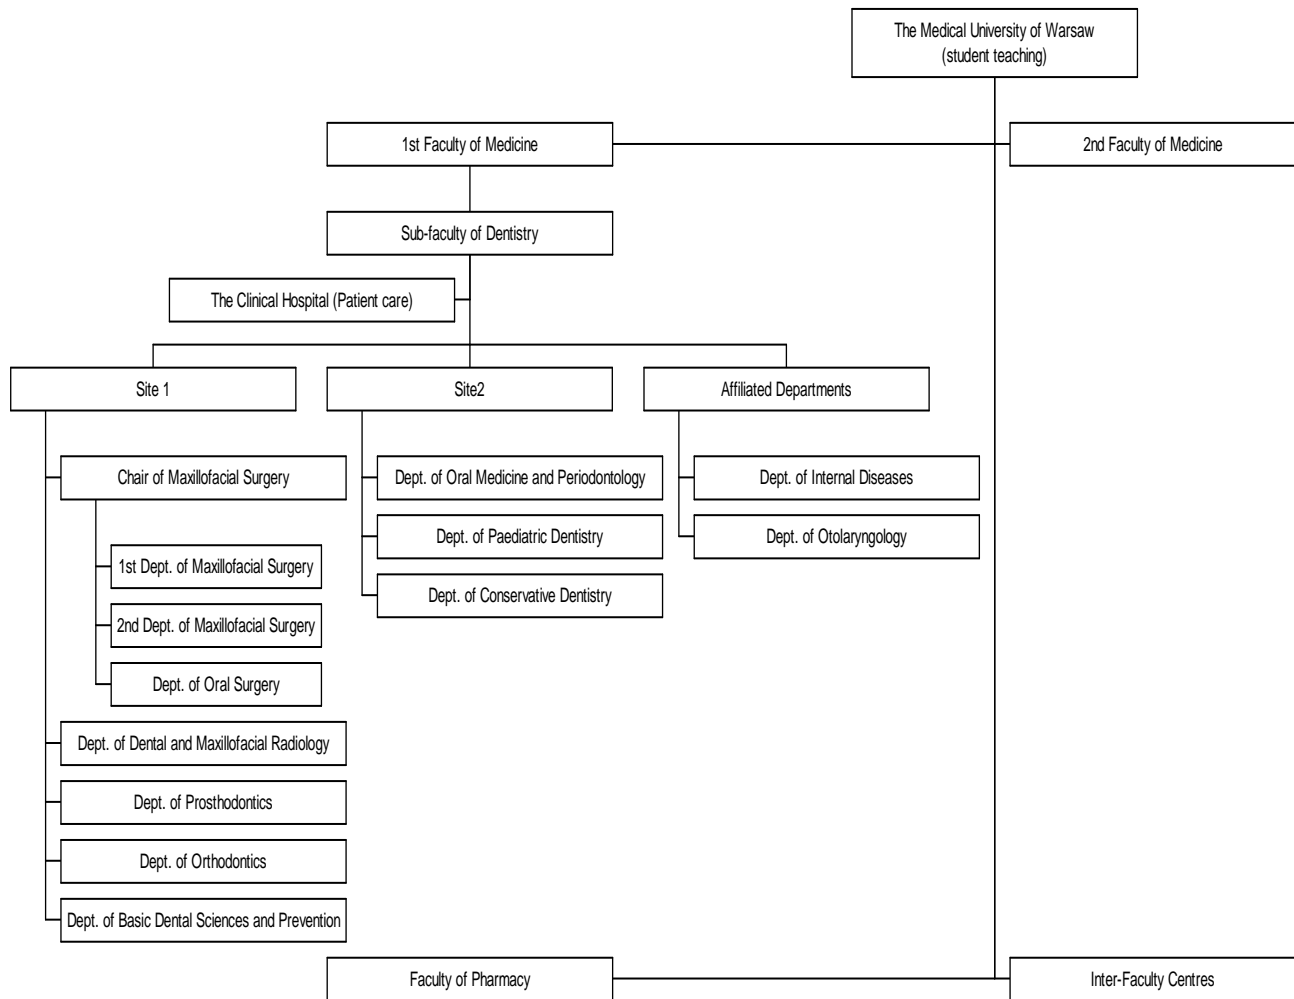 The Medical University of Warsaw
(student teaching)
1st Faculty of Medicine
2nd Faculty of Medicine
Sub-faculty of Dentistry
The Clinical Hospital (Patient care)
Site 1
Site2
Affiliated Departments
Chair of Maxillofacial Surgery
Dept. of Oral Medicine and Periodontology
Dept. of Internal Diseases
Dept. of Paediatric Dentistry
Dept. of Otolaryngology
1st Dept. of Maxillofacial Surgery
Dept. of Conservative Dentistry
2nd Dept. of Maxillofacial Surgery
Dept. of Oral Surgery
Dept. of Dental and Maxillofacial Radiology
Dept. of Prosthodontics
Dept. of Orthodontics
Dept. of Basic Dental Sciences and Prevention
Faculty of Pharmacy
Inter-Faculty Centres